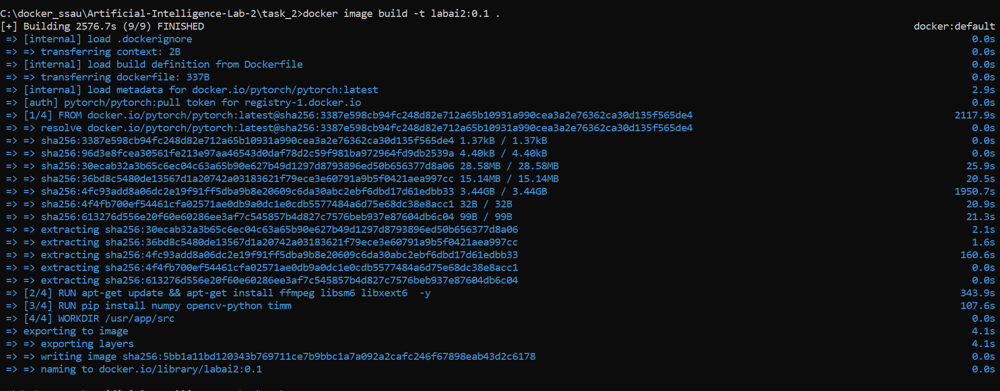 C:\docker_ssau\Artificial-Intelligence-Lab-2\task_2>docker image build -t labai2:0.1 .
[+] Building 2576.7s (9/9) FINISHED docker:default
=> [internal] load .dockerignore 0.0s
=> => transferring context: 2B 0.0s
=> [internal] load build definition from Dockerfile 0.0s
=> => transferring dockerfile: 337B 0.0s
=> [internal] load metadata for docker.io/pytorch/pytorch:latest 2.9s
=> [auth] pytorch/pytorch:pull token for registry-1.docker.io 0.0s
=> [1/4] FROM docker.io/pytorch/pytorch:latest@sha256:3387e598cb94fc248d82e712a65b10931a990cea3a2e76362ca30d135f565de4 2117.9s
=> => resolve docker.io/pytorch/pytorch:latest@sha256:3387e598cb94fc248d82e712a65b10931a990cea3a2e76362ca30d135f565de4 0.0s
=> => sha256:3387e598cb94fc248d82e712a65b10931a990cea3a2e76362ca30d135f565de4 1.37kB / 1.37kB 0.0s
=> => sha256:96d3e8fcea30561fe213e97aa46543d0daf78d2c59f981ba972964fd9db2539a 4.40kB / 4.40kB 0.0s
=> => sha256:30ecab32a3b65c6ec04c63a65b90e627b49d1297d8793896ed50b656377d8a06 28.58MB / 28.58MB 25.9s
=> => sha256:36bd8c5480de13567d1a20742a03183621f79ece3e60791a9b5f0421aea997cc 15.14MB / 15.14MB 20.5s
=> => sha256:4fc93add8a06dc2e19f91ff5dba9b8e20609c6da30abc2ebf6dbd17d61edbb33 3.44GB / 3.44GB 1950.7s
=> => sha256:4f4fb700ef54461cfa02571ae0db9a0dc1e0cdb5577484a6d75e68dc38e8acc1 32B / 32B 20.9s
=> => sha256:613276d556e20f60e60286ee3af7c545857b4d827c7576beb937e87604db6c04 99B / 99B 21.3s
=> => extracting sha256:30ecab32a3b65c6ec04c63a65b90e627b49d1297d8793896ed50b656377d8a06 2.1s
=> => extracting sha256:36bd8c5480de13567d1a20742a03183621f79ece3e60791a9b5f0421aea997cc 1.6s
=> => extracting sha256:4fc93add8a06dc2e19f91ff5dba9b8e20609c6da30abc2ebf6dbd17d61edbb33 160.6s
=> => extracting sha256:4f4fb700ef54461cfa02571ae0db9a0dc1e0cdb5577484a6d75e68dc38e8acc1 0.0s
=> => extracting sha256:613276d556e20f60e60286ee3af7c545857b4d827c7576beb937e87604db6c04 0.0s
=> [2/4] RUN apt-get update && apt-get install ffmpeg libsm6 libxext6  -y 343.9s
=> [3/4] RUN pip install numpy opencv-python timm 107.6s
=> [4/4] WORKDIR /usr/app/src 0.0s
=> exporting to image 4.1s
=> => exporting layers 4.1s
=> => writing image sha256:5bb1a11bd120343b769711ce7b9bbc1a7a092a2cafc246f67898eab43d2c6178 0.0s
=> => naming to docker.io/library/labai2:0.1 0.0s